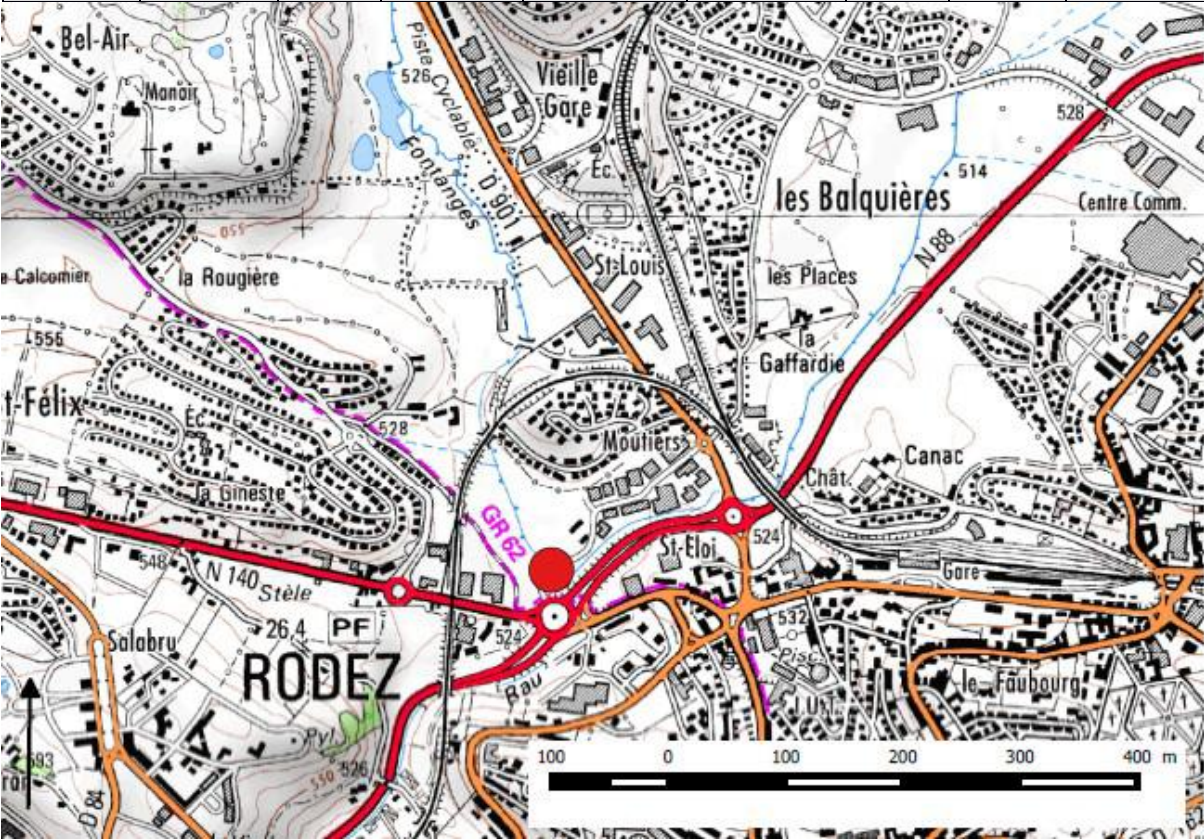 Bel-Air
Manoir
526
Piste Cyclable
Fontanges
D 901
Vieille
Gare
Éc.
528
514
les Balquières
Centre Comm.
N 88
550
St-Louis
les Places
e Calcomier
la Rougière
la
Gaffardie
555
t-Félix
Éc
528
Moutiers
Canac
Chât.
la Gineste
GR 62
524
St-Eloi
Gare
548
N 140
Stèle
26,4
PF
524
532
Pisc.
Salabru
RODEZ
Rau
le Faubourg
I.U.T.
Pyl
593
550
526
D 84
100 0 100 200 300 400 m